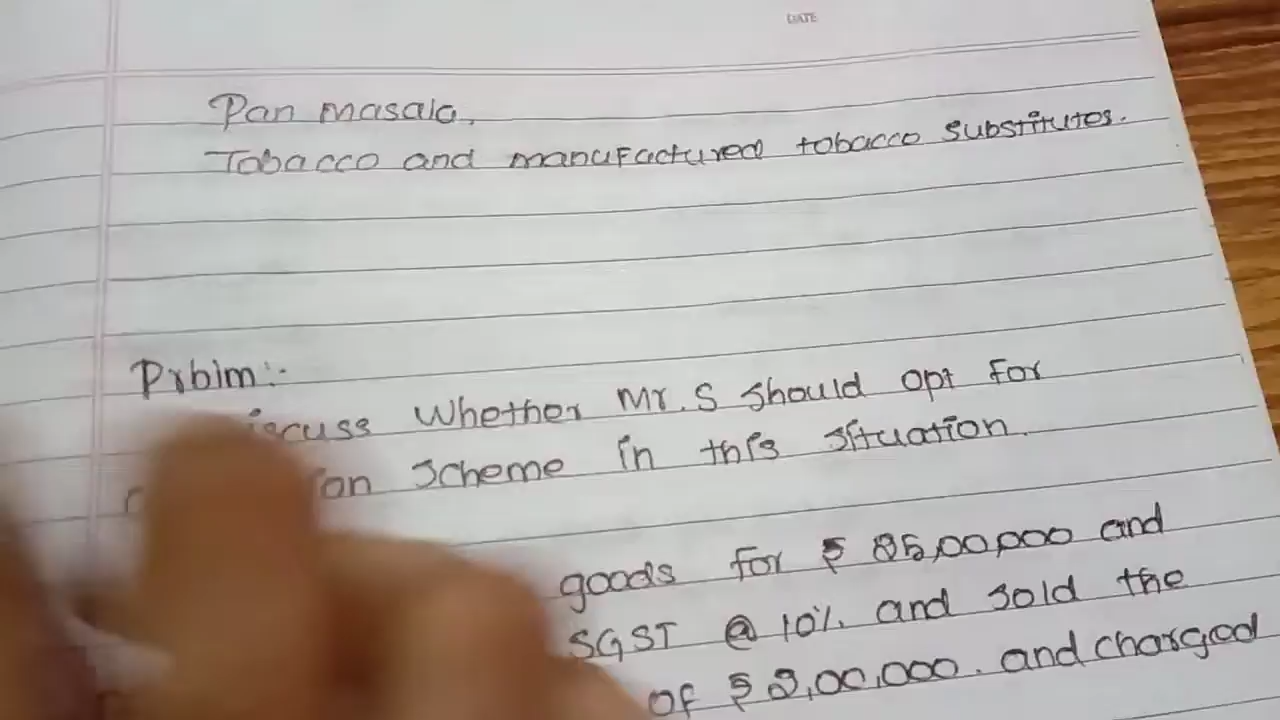 DATE
Pan masala.
Tobacco and manufactured tobacco substitutes.
Prblm:-
iscuss Whether Mr. S should opt for
on scheme in this situation.
goods for ₹ 85,00,000 and
SGST @ 10%. and sold the
of ₹ 2,00,000. and charged